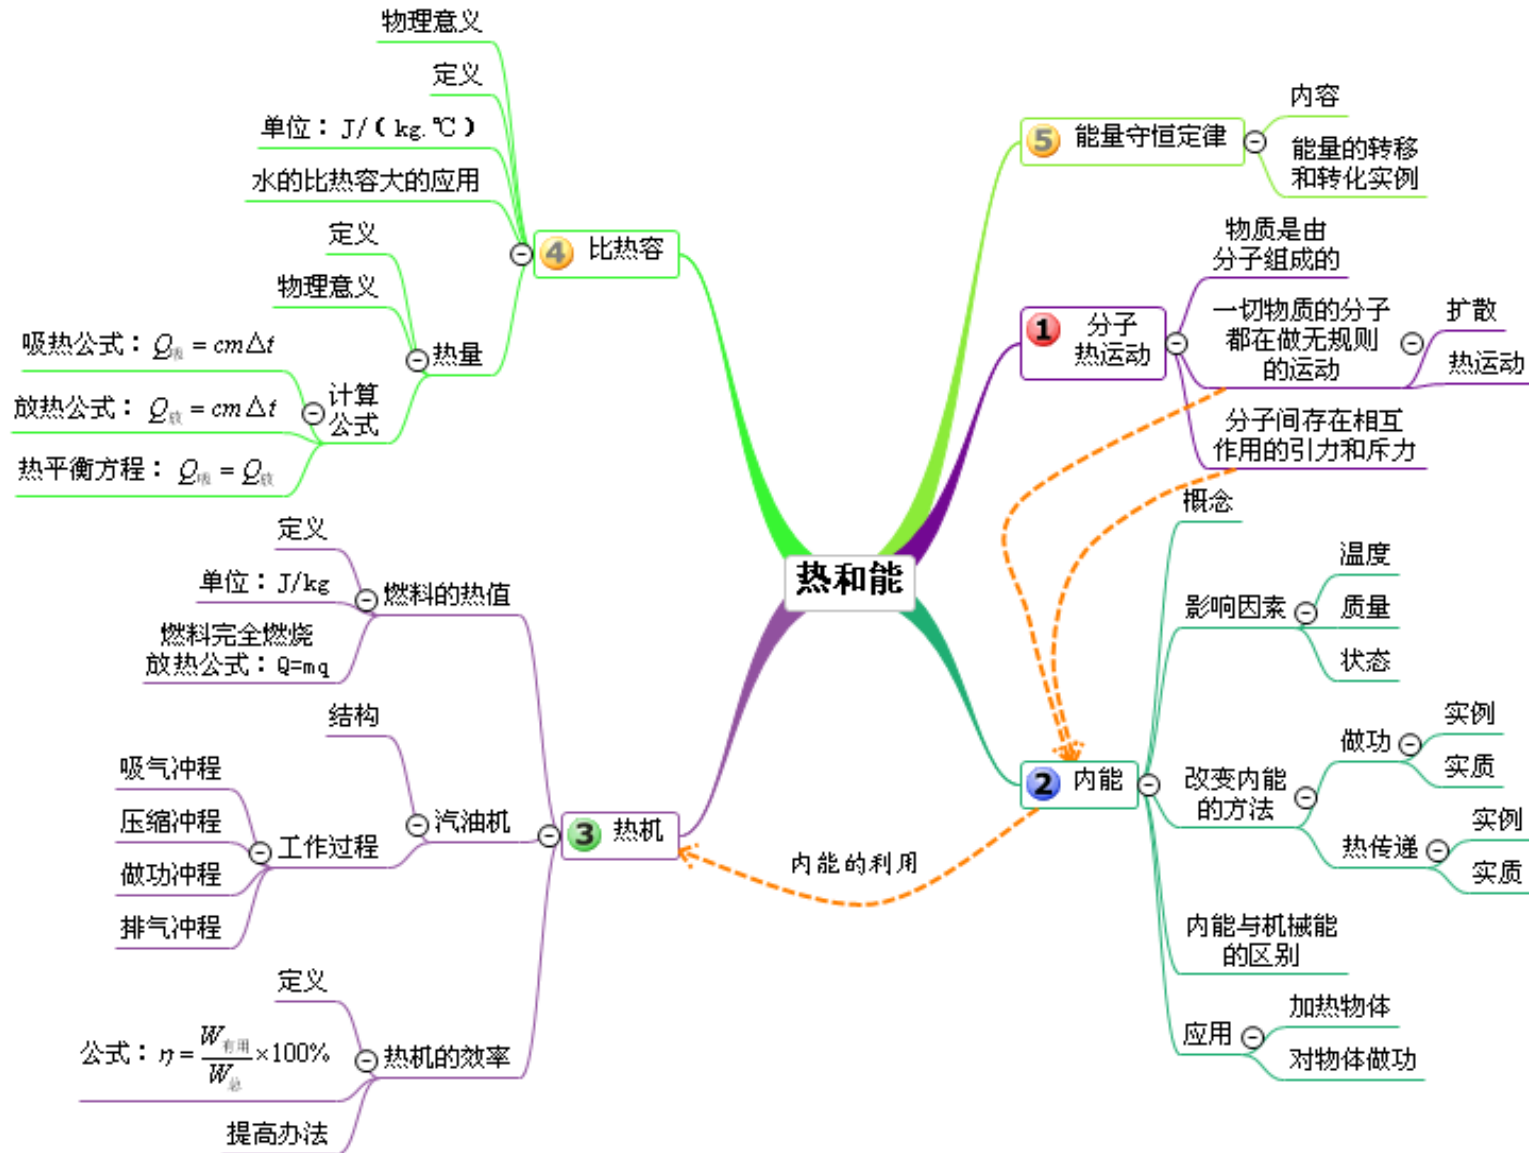 热和能
1
分子
热运动
物质是由
分子组成的
一切物质的分子
都在做无规则
的运动
扩散
热运动
分子间存在相互
作用的引力和斥力
2
内能
概念
影响因素
温度
质量
状态
改变内能
的方法
做功
实例
实质
热传递
实例
实质
内能与机械能
的区别
应用
加热物体
对物体做功
内能的利用
3
热机
燃料的热值
定义
单位：J/kg
燃料完全燃烧
放热公式：Q=mq
汽油机
结构
工作过程
吸气冲程
压缩冲程
做功冲程
排气冲程
热机的效率
定义
公式：η=W有用/W总×100%
提高办法
4
比热容
物理意义
定义
单位：J/(kg.℃)
水的比热容大的应用
热量
定义
物理意义
计算
公式
吸热公式：Q吸=cm△t
放热公式：Q放=cm△t
热平衡方程：Q吸=Q放
5
能量守恒定律
内容
能量的转移
和转化实例